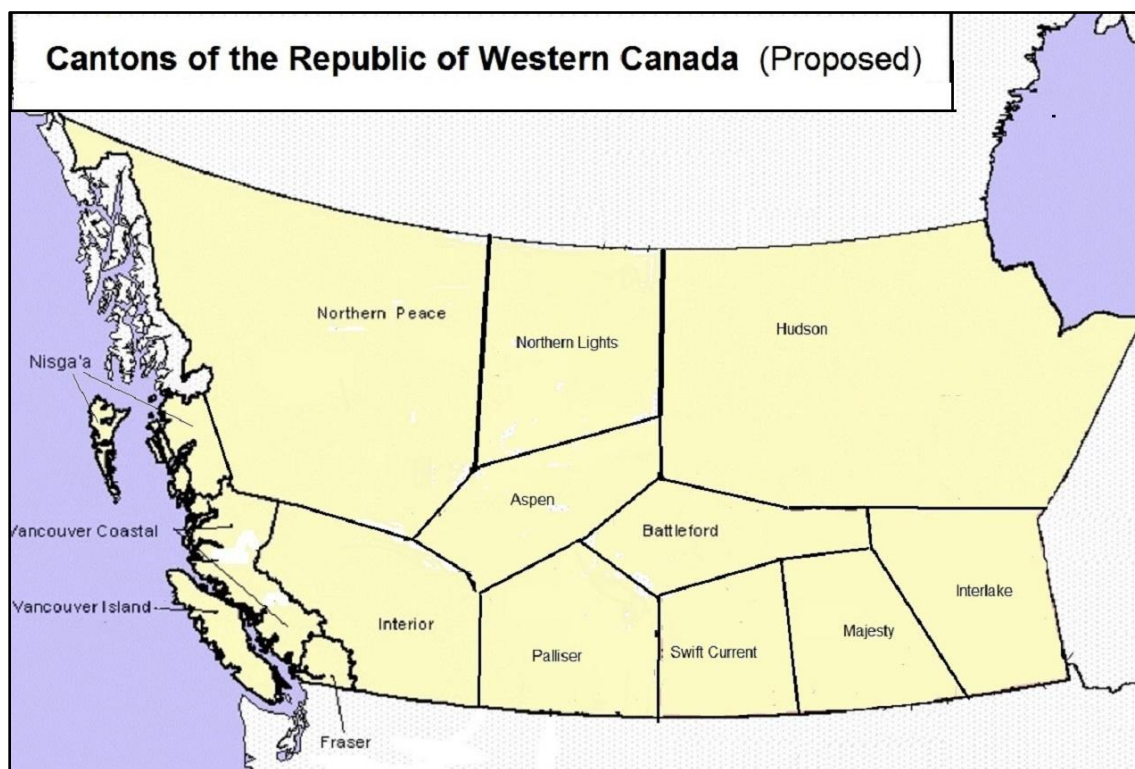 Cantons of the Republic of Western Canada (Proposed)
Northern Peace
Northern Lights
Hudson
Nisga'a
Aspen
Battleford
Vancouver Coastal
Vancouver Island
Interior
Interlake
Majesty
Swift Current
Palliser
Fraser